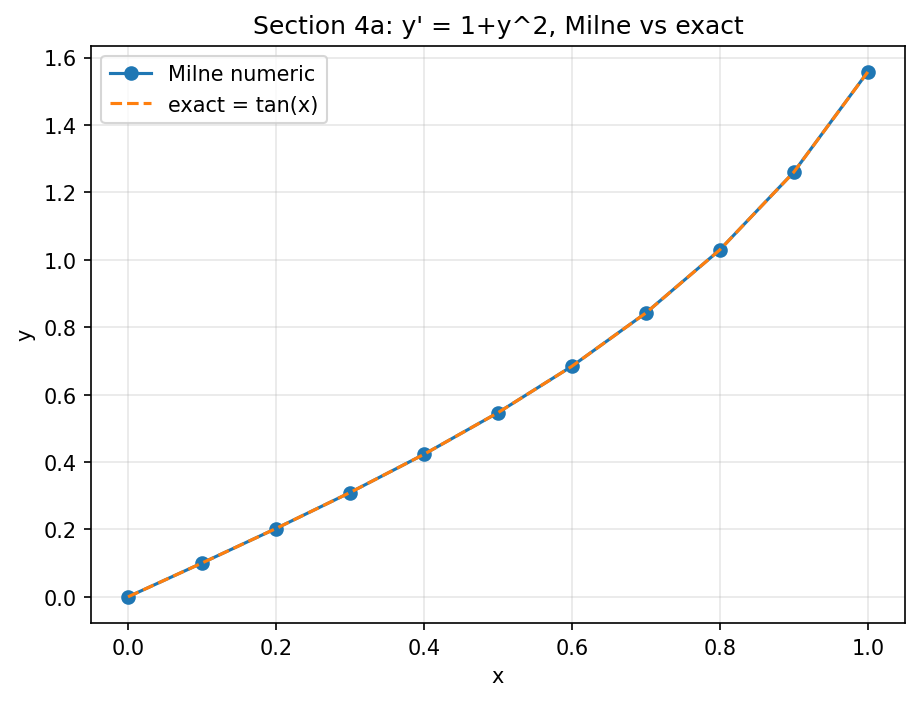 Section 4a: y' = 1+y^2, Milne vs exact
Milne numeric
exact = tan(x)
1.6
1.4
1.2
1.0
0.8
0.6
0.4
0.2
0.0
y
0.0 0.2 0.4 0.6 0.8 1.0
x